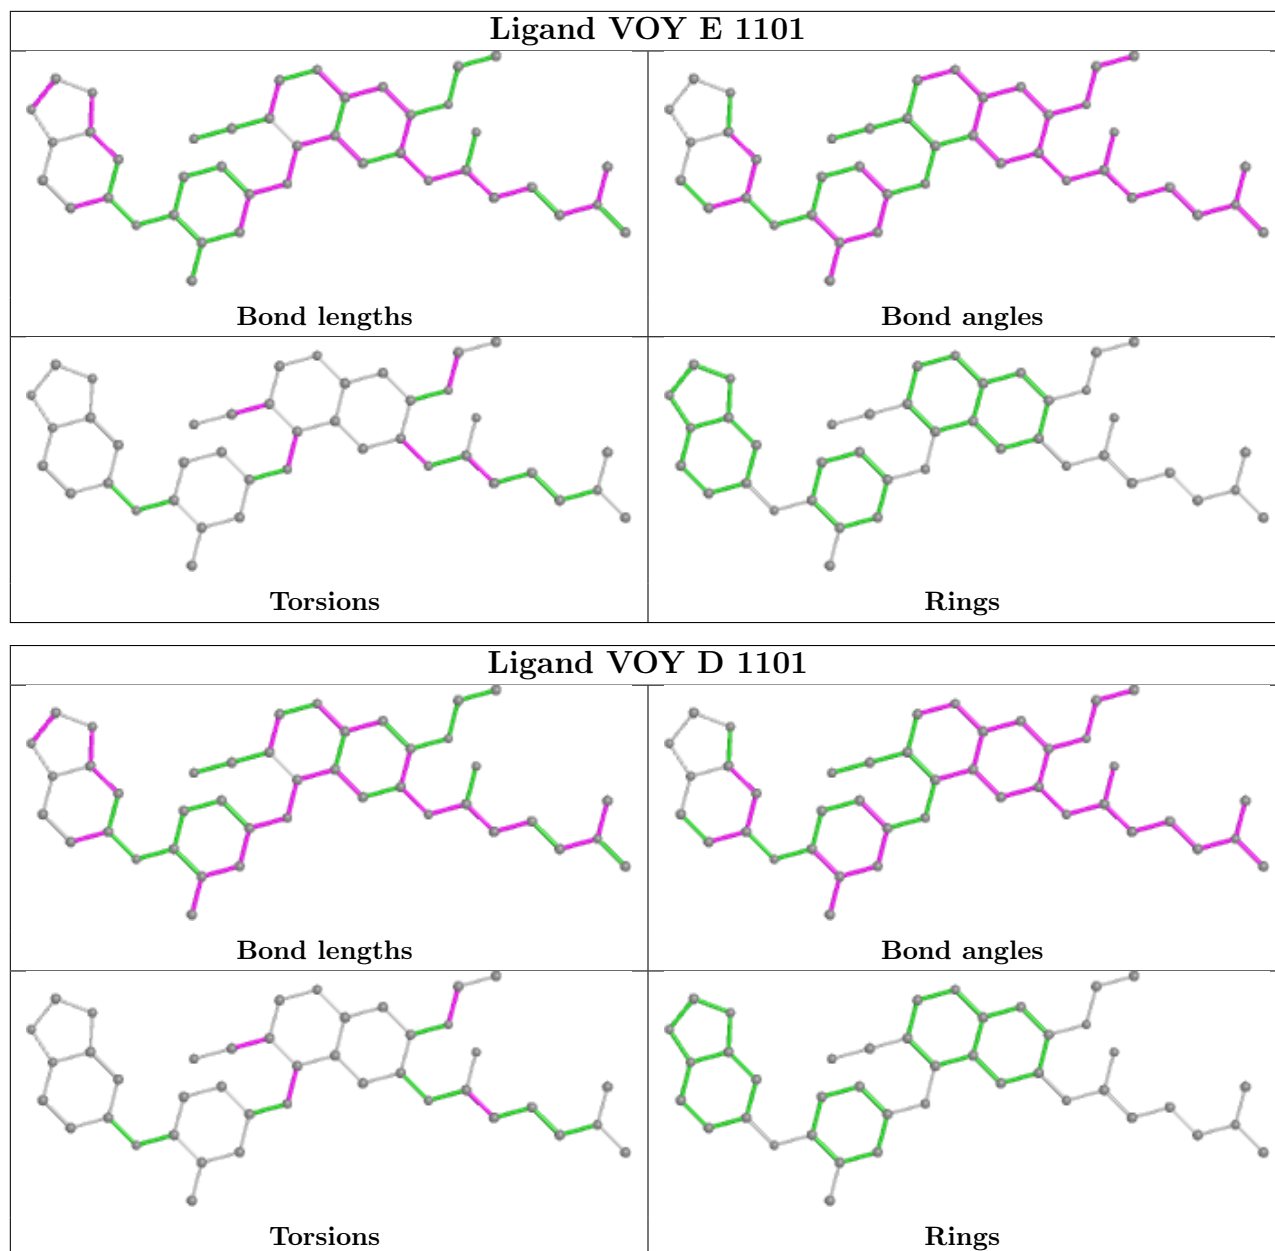 Ligand VOY E 1101
Bond lengths
Bond angles
Torsions
Rings
Ligand VOY D 1101
Bond lengths
Bond angles
Torsions
Rings